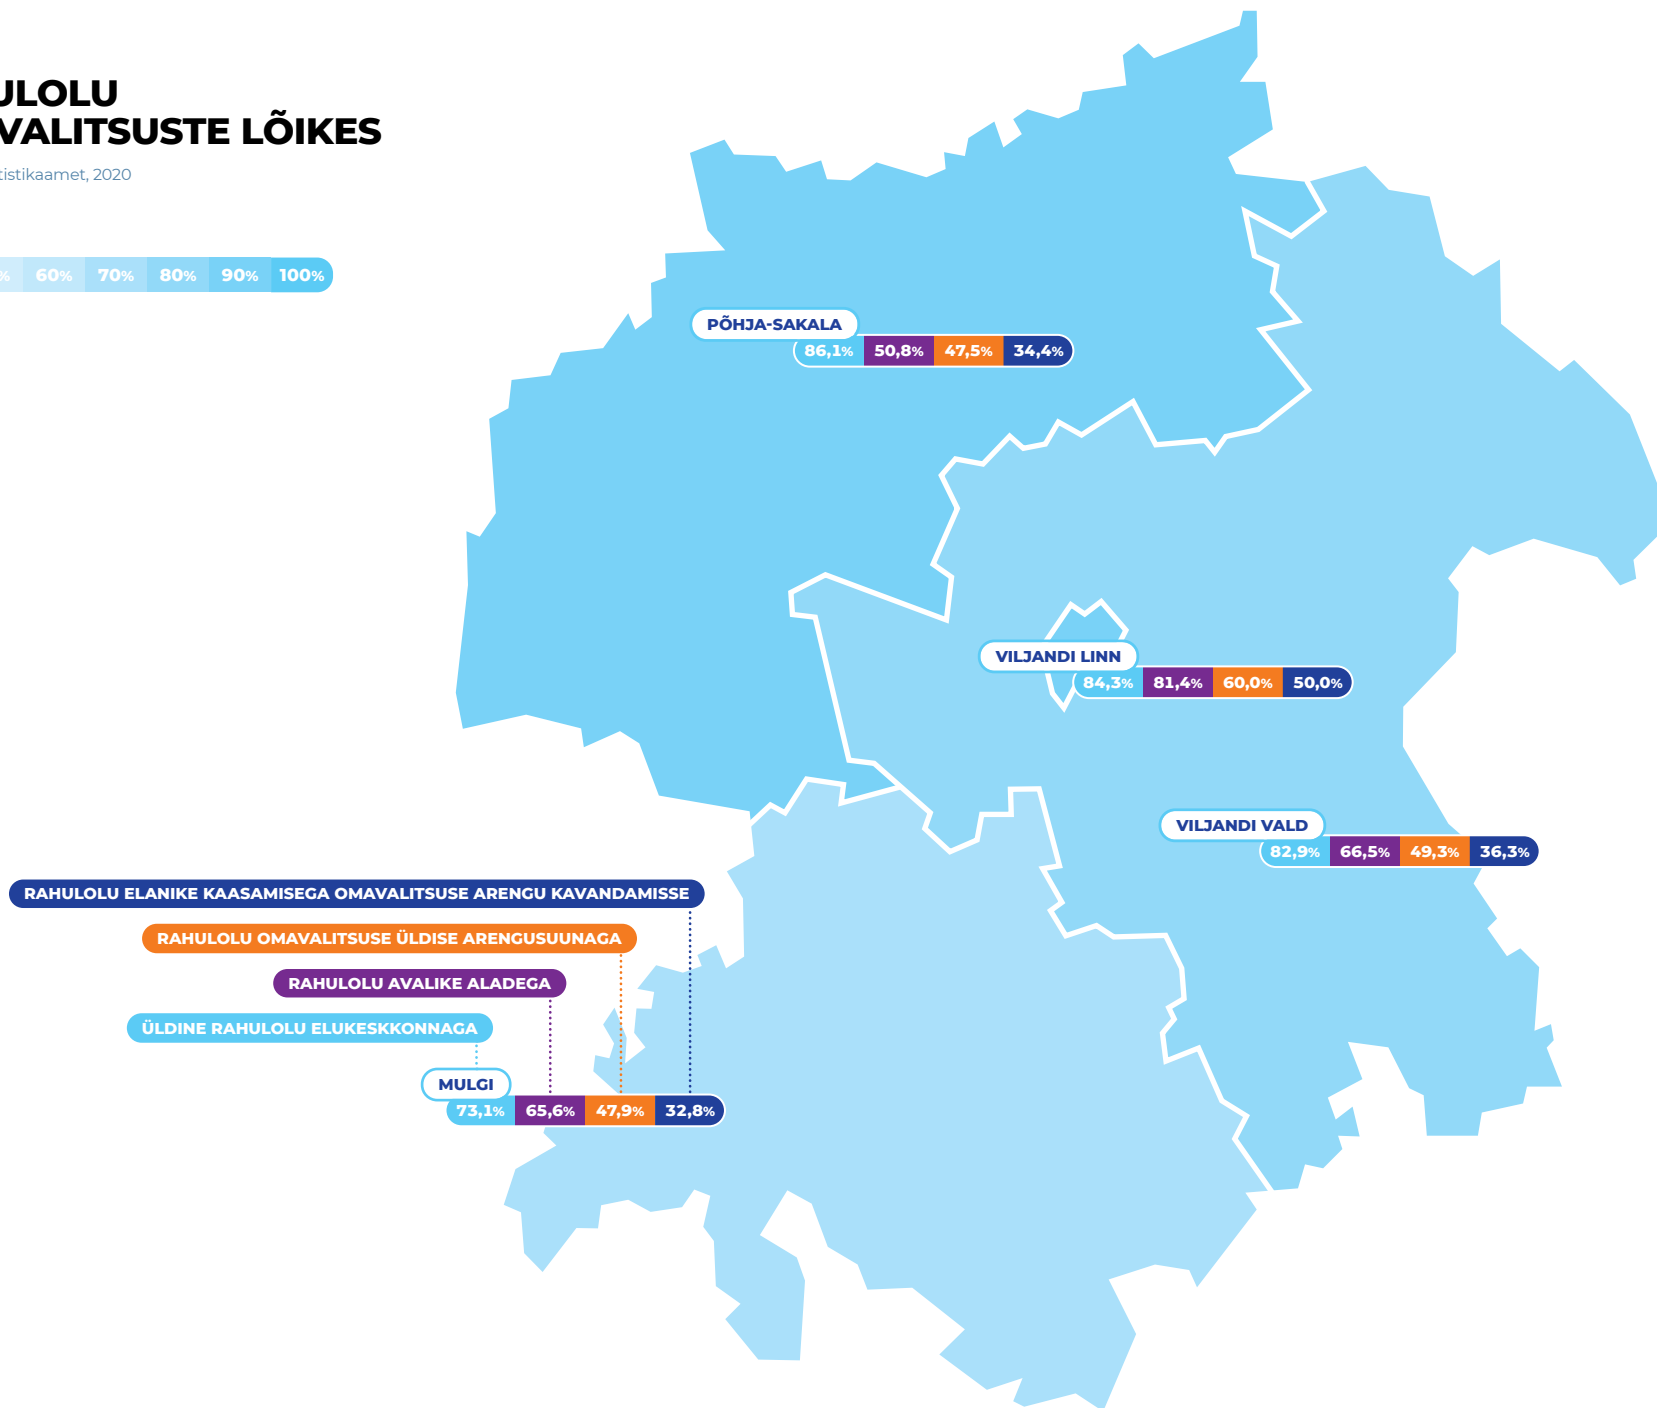 ULOLU
VALITSUSTE LÕIKES
tistikaamet, 2020
% 60% 70% 80% 90% 100%
PÕHJA-SAKALA
86,1% 50,8% 47,5% 34,4%
VILJANDI LINN
84,3% 81,4% 60,0% 50,0%
VILJANDI VALD
82,9% 66,5% 49,3% 36,3%
RAHULOLU ELANIKE KAASAMISEGA OMAVALITSUSE ARENGU KAVANDAMISSE
RAHULOLU OMAVALITSUSE ÜLDISE ARENGUSUUNAGA
RAHULOLU AVALIKE ALADEGA
ÜLDINE RAHULOLU ELUKESKKONNAGA
MULGI
73,1% 65,6% 47,9% 32,8%